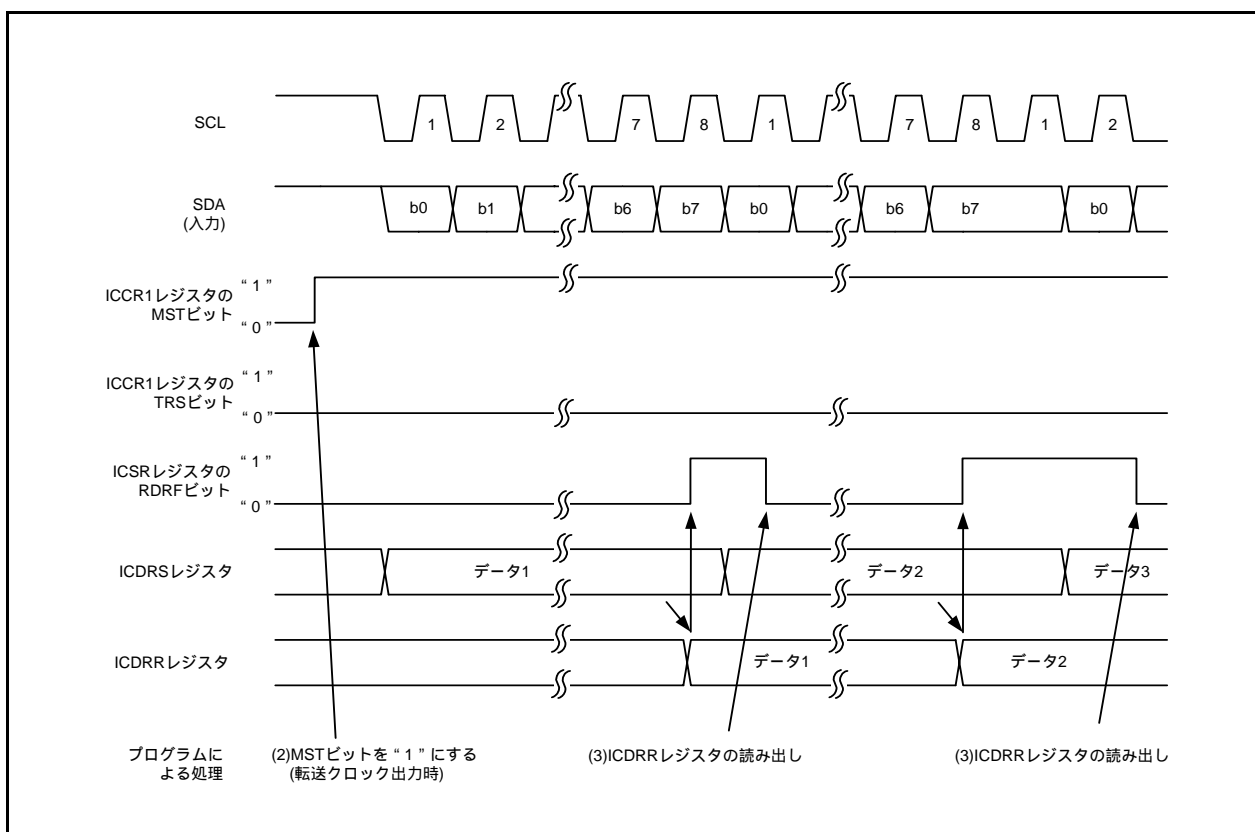 SCL
1 2 7 8 1 7 8 1 2
SDA
(入力)
b0 b1 b6 b7 b0 b6 b7 b0
ICCR1レジスタの
MSTビット
“ 1 ”
“ 0 ”
ICCR1レジスタの
TRSビット
“ 1 ”
“ 0 ”
ICSRレジスタの
RDRFビット
“ 1 ”
“ 0 ”
ICDRSレジスタ
データ1 データ2 データ3
ICDRRレジスタ
データ1 データ2
プログラムに
よる処理
(2)MSTビットを“ 1 ”にする
(転送クロック出力時)
(3)ICDRRレジスタの読み出し
(3)ICDRRレジスタの読み出し